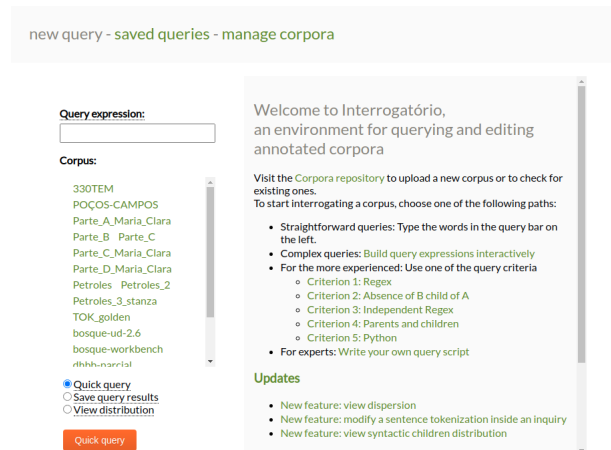 new query - saved queries - manage corpora
Query expression:
Corpus:
330TEM
POÇOS-CAMPOS
Parte_A_Maria_Clara
Parte_B Parte_C
Parte_C_Maria_Clara
Parte_D_Maria_Clara
Petroles Petroles_2
Petroles_3_stanza
TOK_golden
bosque-ud-2.6
bosque-workbench
dhbb-parcial
Quick query
Save query results
View distribution
Quick query
Welcome to Interrogatório,
an environment for querying and editing
annotated corpora
Visit the Corpora repository to upload a new corpus or to check for
existing ones.
To start interrogating a corpus, choose one of the following paths:
Straightforward queries: Type the words in the query bar on
the left.
Complex queries: Build query expressions interactively
For the more experienced: Use one of the query criteria
Criterion 1: Regex
Criterion 2: Absence of B child of A
Criterion 3: Independent Regex
Criterion 4: Parents and children
Criterion 5: Python
For experts: Write your own query script
Updates
New feature: view dispersion
New feature: modify a sentence tokenization inside an inquiry
New feature: view syntactic children distribution